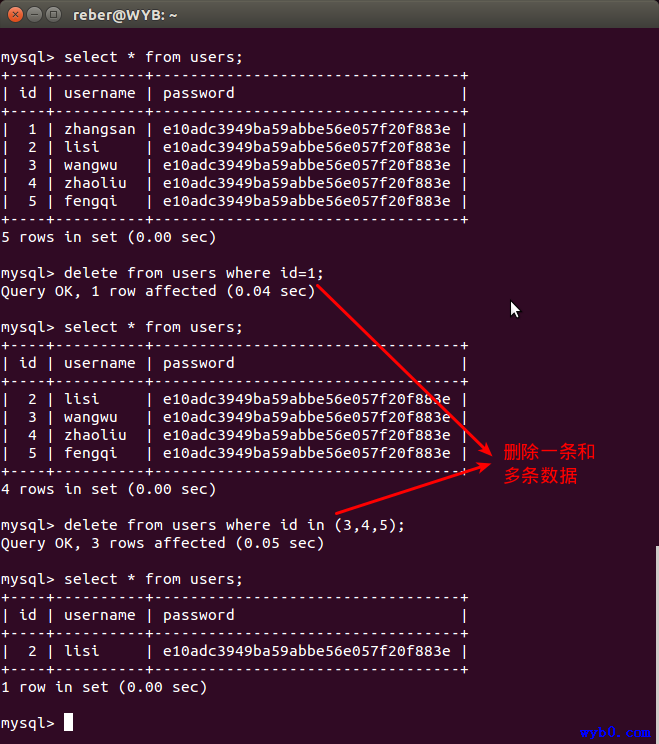 reber@WYB: ~
mysql> select * from users;
+----+----------+----------------------------------+
| id | username | password                         |
+----+----------+----------------------------------+
|  1 | zhangsan | e10adc3949ba59abbe56e057f20f883e |
|  2 | lisi     | e10adc3949ba59abbe56e057f20f883e |
|  3 | wangwu   | e10adc3949ba59abbe56e057f20f883e |
|  4 | zhaoliu  | e10adc3949ba59abbe56e057f20f883e |
|  5 | fengqi   | e10adc3949ba59abbe56e057f20f883e |
+----+----------+----------------------------------+
5 rows in set (0.00 sec)
mysql> delete from users where id=1;
Query OK, 1 row affected (0.04 sec)
mysql> select * from users;
+----+----------+----------------------------------+
| id | username | password                         |
+----+----------+----------------------------------+
|  2 | lisi     | e10adc3949ba59abbe56e057f20f883e |
|  3 | wangwu   | e10adc3949ba59abbe56e057f20f883e |
|  4 | zhaoliu  | e10adc3949ba59abbe56e057f20f883e |
|  5 | fengqi   | e10adc3949ba59abbe56e057f20f883e |
+----+----------+----------------------------------+
4 rows in set (0.00 sec)
删除一条和
多条数据
mysql> delete from users where id in (3,4,5);
Query OK, 3 rows affected (0.05 sec)
mysql> select * from users;
+----+----------+----------------------------------+
| id | username | password                         |
+----+----------+----------------------------------+
|  2 | lisi     | e10adc3949ba59abbe56e057f20f883e |
+----+----------+----------------------------------+
1 row in set (0.00 sec)
mysql>
wyb0.com